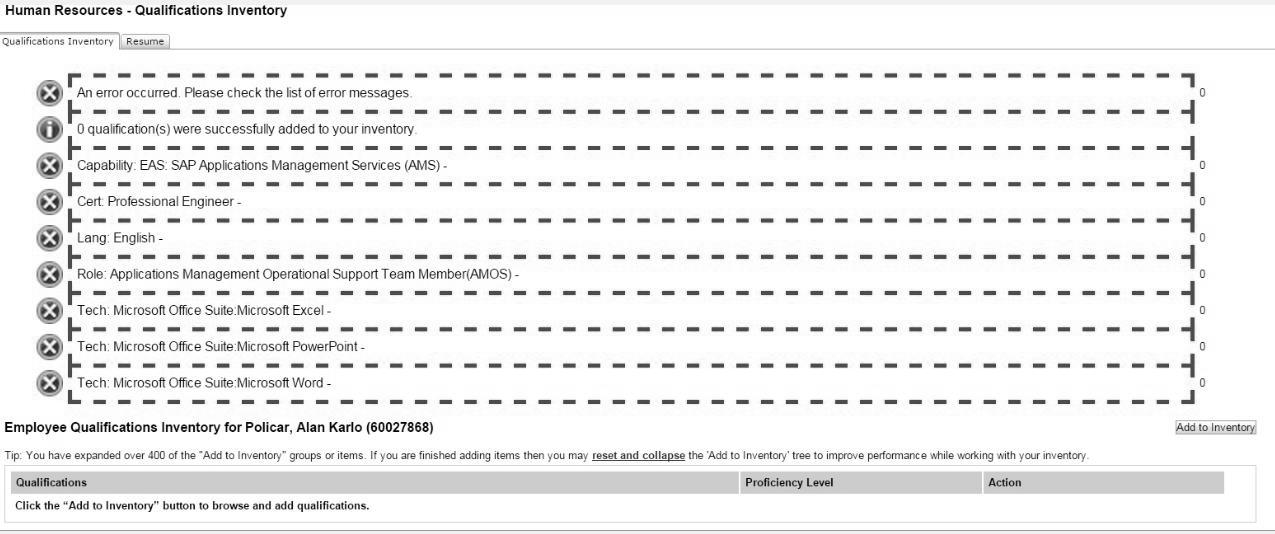 Human Resources - Qualifications Inventory
Qualifications Inventory Resume
An error occurred. Please check the list of error messages. 0
0 qualification(s) were successfully added to your inventory.
Capability: EAS: SAP Applications Management Services (AMS) - 0
Cert: Professional Engineer - 0
Lang: English - 0
Role: Applications Management Operational Support Team Member(AMOS) - 0
Tech: Microsoft Office Suite:Microsoft Excel - 0
Tech: Microsoft Office Suite:Microsoft PowerPoint - 0
Tech: Microsoft Office Suite:Microsoft Word - 0
Employee Qualifications Inventory for Policar, Alan Karlo (60027868) Add to Inventory
Tip: You have expanded over 400 of the "Add to Inventory" groups or items. If you are finished adding items then you may reset and collapse the 'Add to Inventory' tree to improve performance while working with your inventory.
Qualifications Proficiency Level Action
Click the “Add to Inventory” button to browse and add qualifications.